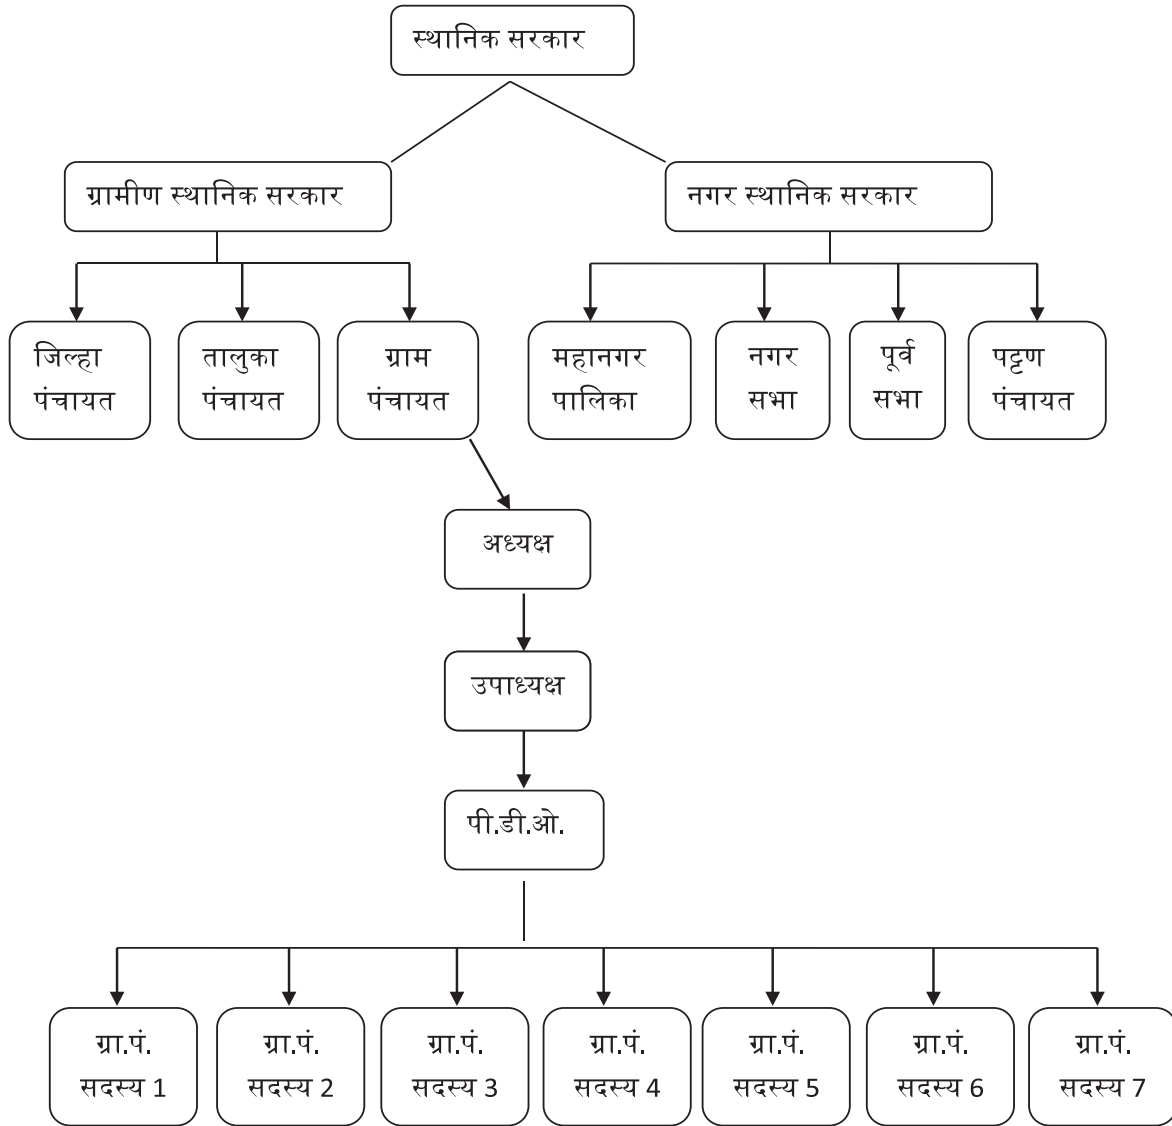 स्थानिक सरकार
ग्रामीण स्थानिक सरकार
नगर स्थानिक सरकार
जिल्हा
पंचायत
तालुका
पंचायत
ग्राम
पंचायत
महानगर
पालिका
नगर
सभा
पूर्व
सभा
पट्टण
पंचायत
अध्यक्ष
उपाध्यक्ष
पी.डी.ओ.
ग्रा.पं.
सदस्य 1
ग्रा.पं.
सदस्य 2
ग्रा.पं.
सदस्य 3
ग्रा.पं.
सदस्य 4
ग्रा.पं.
सदस्य 5
ग्रा.पं.
सदस्य 6
ग्रा.पं.
सदस्य 7